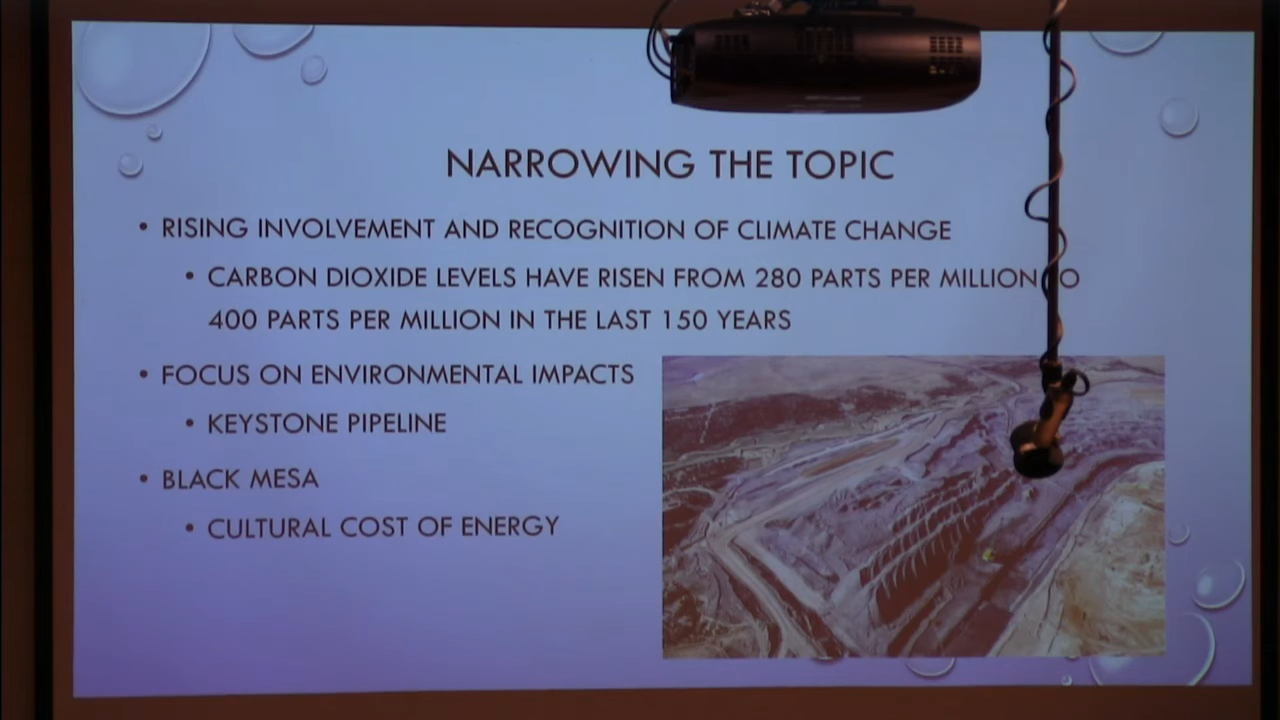 NARROWING THE TOPIC
• RISING INVOLVEMENT AND RECOGNITION OF CLIMATE CHANGE
• CARBON DIOXIDE LEVELS HAVE RISEN FROM 280 PARTS PER MILLION TO
400 PARTS PER MILLION IN THE LAST 150 YEARS
• FOCUS ON ENVIRONMENTAL IMPACTS
• KEYSTONE PIPELINE
• BLACK MESA
• CULTURAL COST OF ENERGY